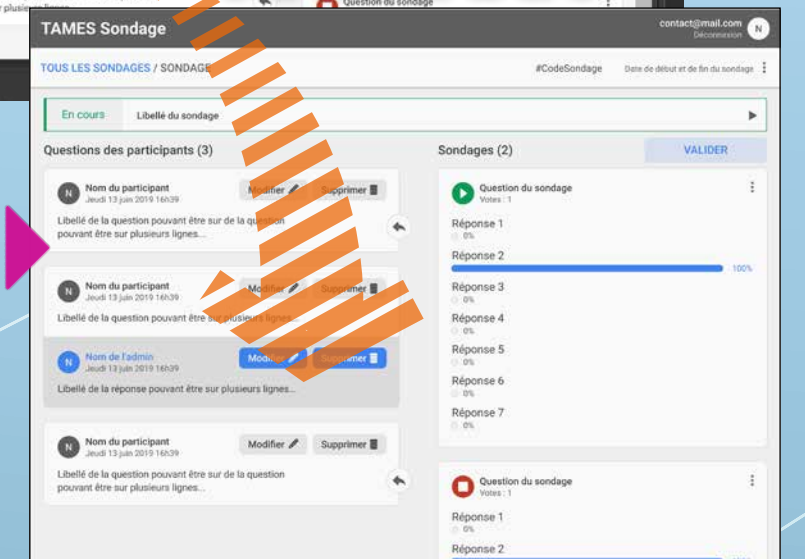 Question du sondage
TAMES Sondage
contact@mail.com
Déconnexion
N
TOUS LES SONDAGES / SONDAGE
#CodeSondage
Date de début et de fin du sondage
En cours
Libellé du sondage
Questions des participants (3)
N
Nom du participant
Jeudi 13 juin 2019 16h39
Modifier
Supprimer
Libellé de la question pouvant être sur de la question
pouvant être sur plusieurs lignes...
N
Nom du participant
Jeudi 13 juin 2019 16h39
Modifier
Supprimer
Libellé de la question pouvant être sur plusieurs lignes...
N
Nom de l'admin
Jeudi 13 juin 2019 16h39
Modifier
Supprimer
Libellé de la réponse pouvant être sur plusieurs lignes...
N
Nom du participant
Jeudi 13 juin 2019 16h39
Modifier
Supprimer
Libellé de la question pouvant être sur de la question
pouvant être sur plusieurs lignes...
Sondages (2)
VALIDER
Question du sondage
Votes : 1
Réponse 1
0%
Réponse 2
100%
Réponse 3
0%
Réponse 4
0%
Réponse 5
0%
Réponse 6
0%
Réponse 7
0%
Question du sondage
Votes : 1
Réponse 1
0%
Réponse 2
100%